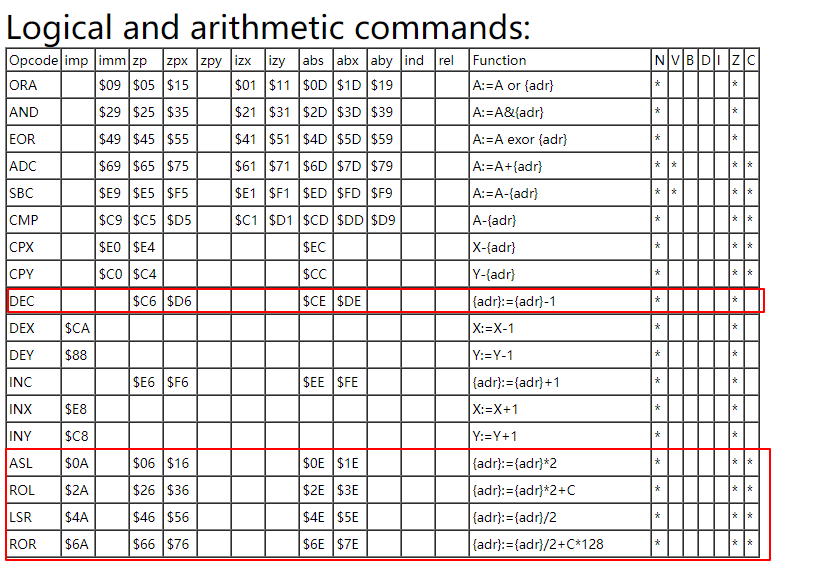 Logical and arithmetic commands:
Opcode imp imm zp zpx zpy izx izy abs abx aby ind rel Function N V B D I Z C
ORA $09 $05 $15 $01 $11 $0D $1D $19 A:=A or {adr} * *
AND $29 $25 $35 $21 $31 $2D $3D $39 A:=A&{adr} * *
EOR $49 $45 $55 $41 $51 $4D $5D $59 A:=A exor {adr} * *
ADC $69 $65 $75 $61 $71 $6D $7D $79 A:=A+{adr} * * * *
SBC $E9 $E5 $F5 $E1 $F1 $ED $FD $F9 A:=A-{adr} * * * *
CMP $C9 $C5 $D5 $C1 $D1 $CD $DD $D9 A-{adr} * * *
CPX $E0 $E4 $EC X-{adr} * * *
CPY $C0 $C4 $CC Y-{adr} * * *
DEC $C6 $D6 $CE $DE {adr}:={adr}-1 * *
DEX $CA X:=X-1 * *
DEY $88 Y:=Y-1 * *
INC $E6 $F6 $EE $FE {adr}:={adr}+1 * *
INX $E8 X:=X+1 * *
INY $C8 Y:=Y+1 * *
ASL $0A $06 $16 $0E $1E {adr}:={adr}*2 * * *
ROL $2A $26 $36 $2E $3E {adr}:={adr}*2+C * * *
LSR $4A $46 $56 $4E $5E {adr}:={adr}/2 * * *
ROR $6A $66 $76 $6E $7E {adr}:={adr}/2+C*128 * * *